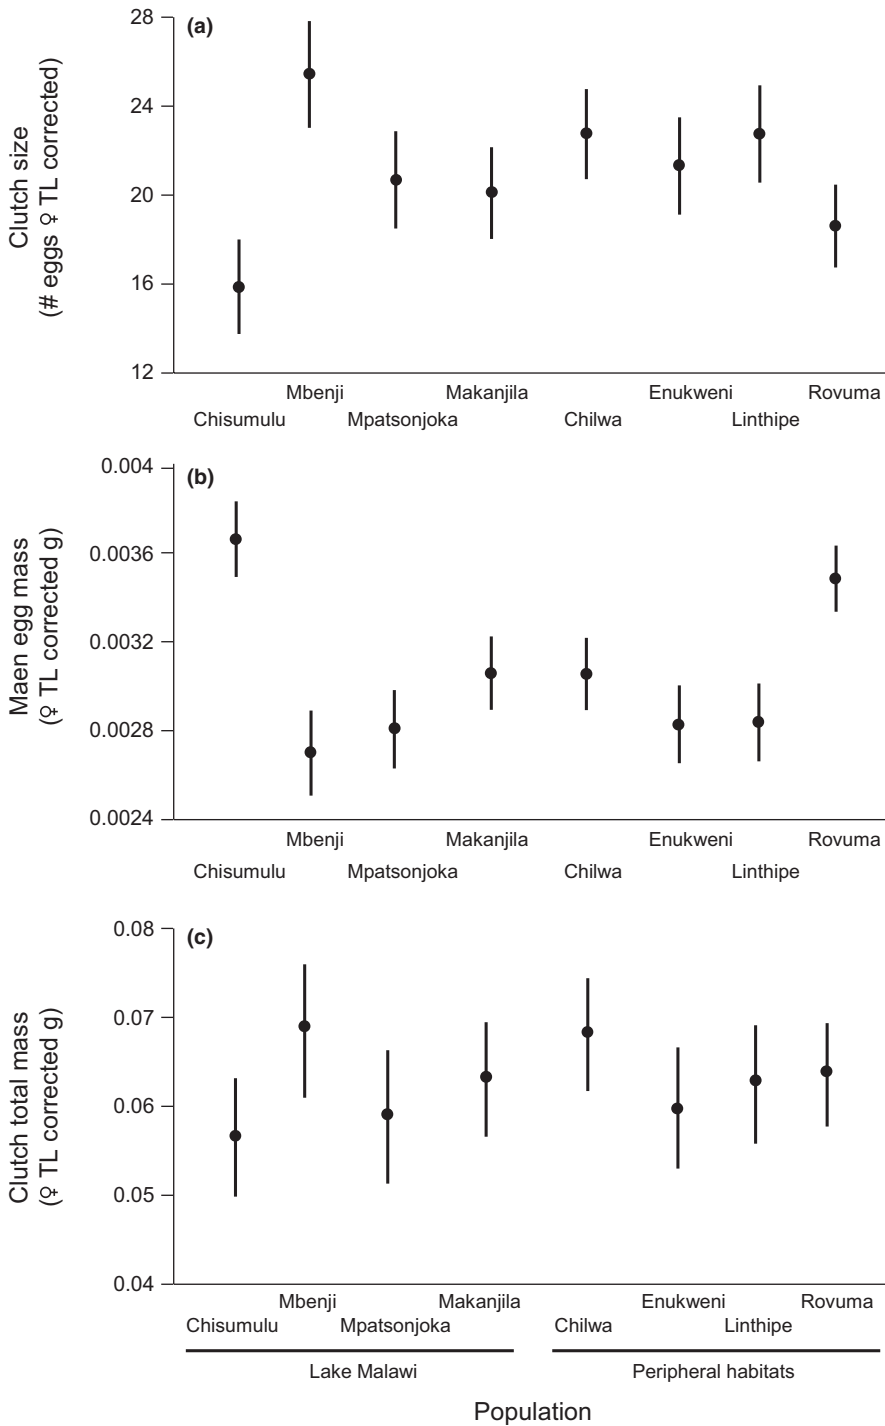 (a)
Clutch size
(# eggs ♀ TL corrected)
28
24
20
16
12
Mbenji Makanjila Enukweni Rovuma
Chisumulu Mpatsonjoka Chilwa Linthipe
(b)
Maen egg mass
(♀ TL corrected g)
0.004
0.0036
0.0032
0.0028
0.0024
Mbenji Makanjila Enukweni Rovuma
Chisumulu Mpatsonjoka Chilwa Linthipe
(c)
Clutch total mass
(♀ TL corrected g)
0.08
0.07
0.06
0.05
0.04
Mbenji Makanjila Enukweni Rovuma
Chisumulu Mpatsonjoka Chilwa Linthipe
Lake Malawi Peripheral habitats
Population